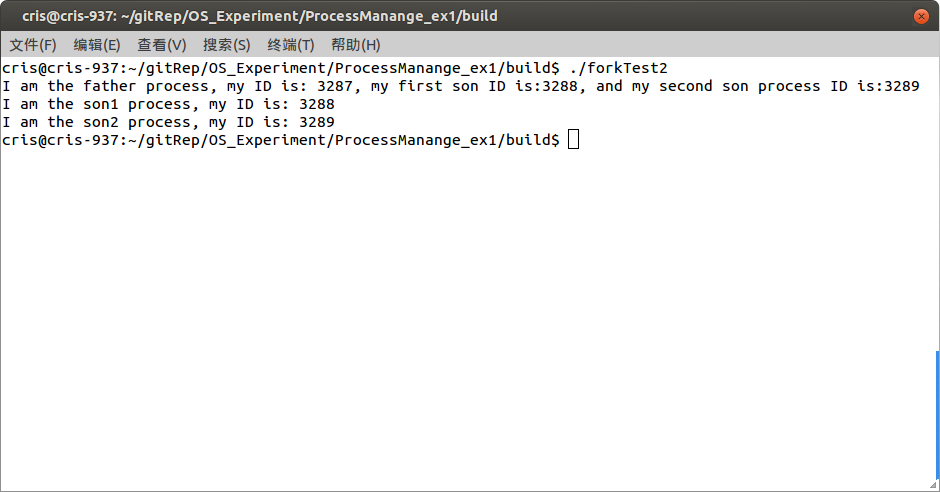 cris@cris-937: ~/gitRep/OS_Experiment/ProcessManange_ex1/build
文件(F) 编辑(E) 查看(V) 搜索(S) 终端(T) 帮助(H)
cris@cris-937:~/gitRep/OS_Experiment/ProcessManange_ex1/build$ ./forkTest2
I am the father process, my ID is: 3287, my first son ID is:3288, and my second son process ID is:3289
I am the son1 process, my ID is: 3288
I am the son2 process, my ID is: 3289
cris@cris-937:~/gitRep/OS_Experiment/ProcessManange_ex1/build$